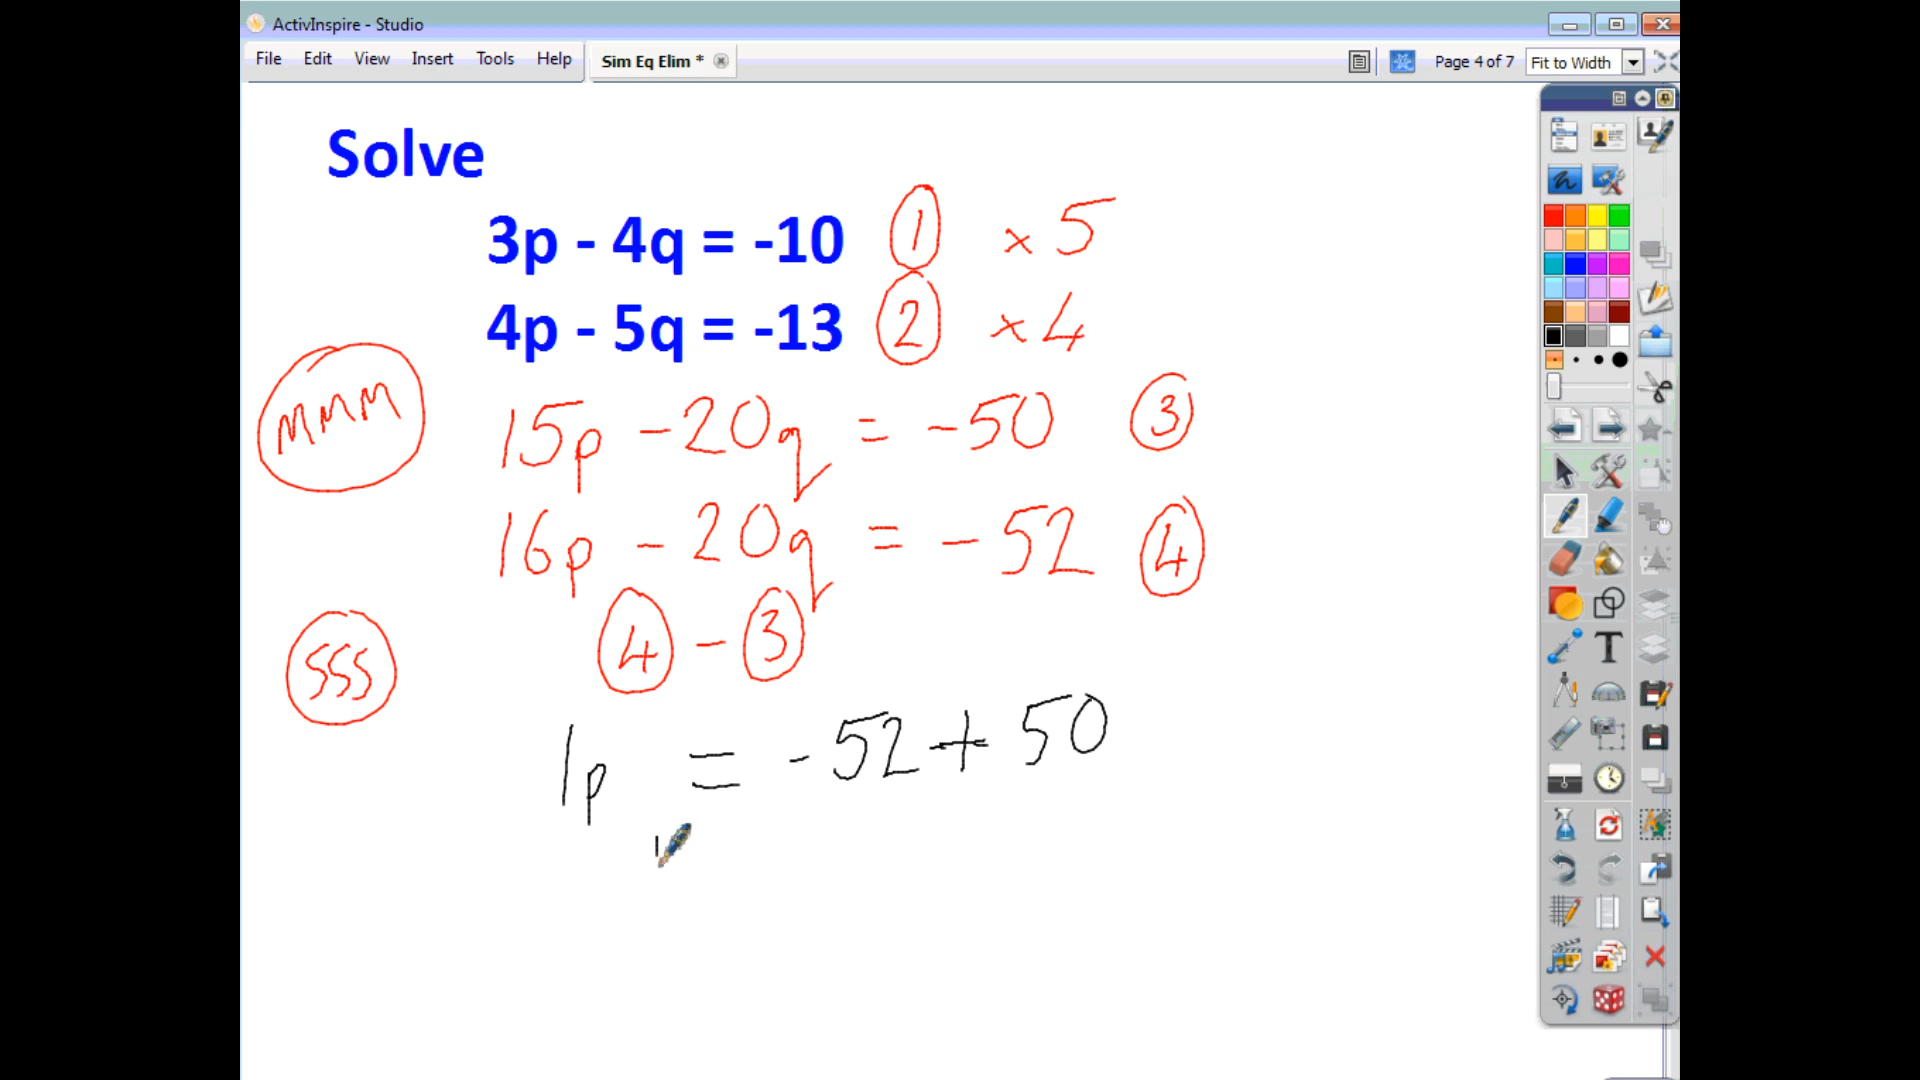 ActivInspire - Studio
File Edit View Insert Tools Help Sim Eq Elim * Page 4 of 7 Fit to Width
Solve
3p - 4q = -10 1 × 5
4p - 5q = -13 2 × 4
MMM
15p - 20q = -50 3
16p - 20q = -52 4
4 - 3
SSS
1p = -52 + 50